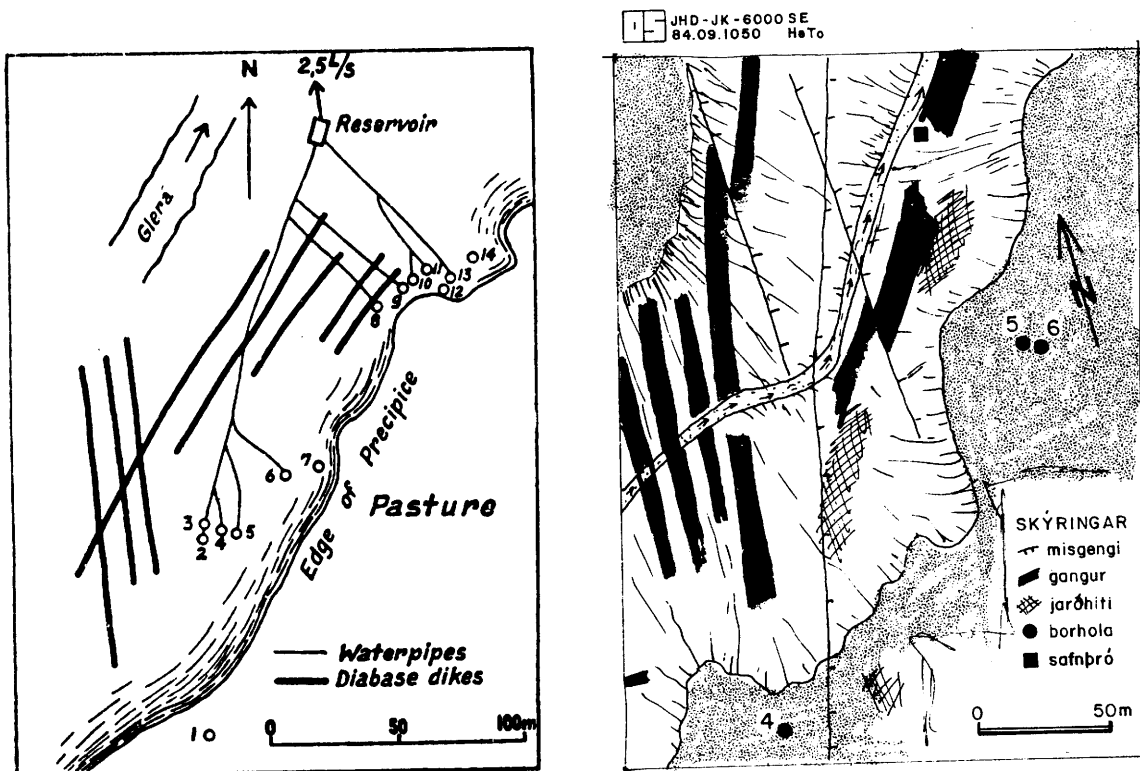 N
2,5 L/s
Reservoir
Glerá
14
11
13
10
12
9
8
7
6
3
4
5
2
1
Edge of Precipice
Pasture
Waterpipes
Diabase dikes
0 50 100m
JHD-JK-6000 SE
84.09.1050 HeTo
N
5 6
4
SKÝRINGAR
misgengi
gangur
jarðhiti
borhola
safnþró
0 50m